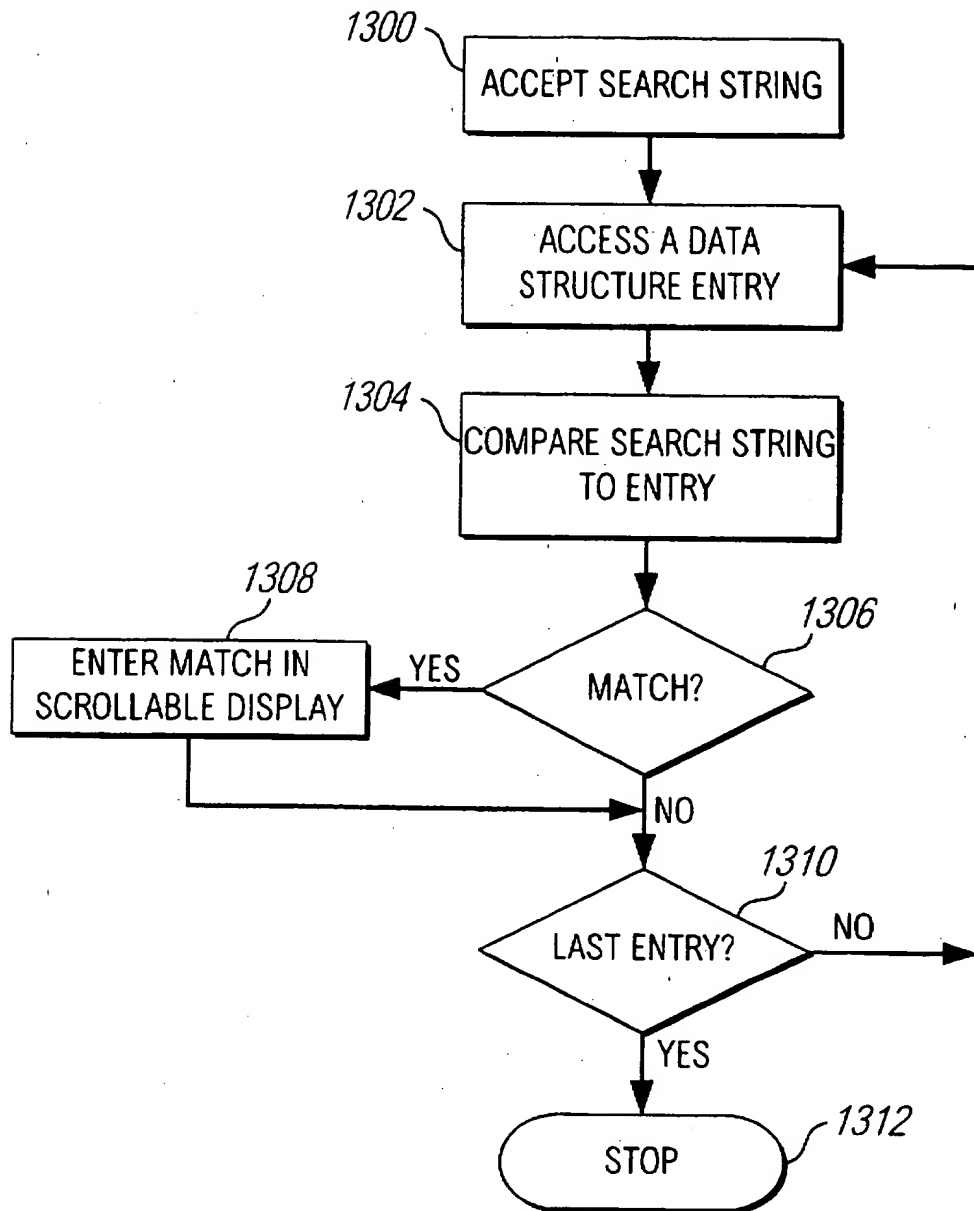 1300
ACCEPT SEARCH STRING
1302
ACCESS A DATA
STRUCTURE ENTRY
1304
COMPARE SEARCH STRING
TO ENTRY
1306
MATCH?
YES
1308
ENTER MATCH IN
SCROLLABLE DISPLAY
NO
1310
LAST ENTRY?
NO
YES
1312
STOP